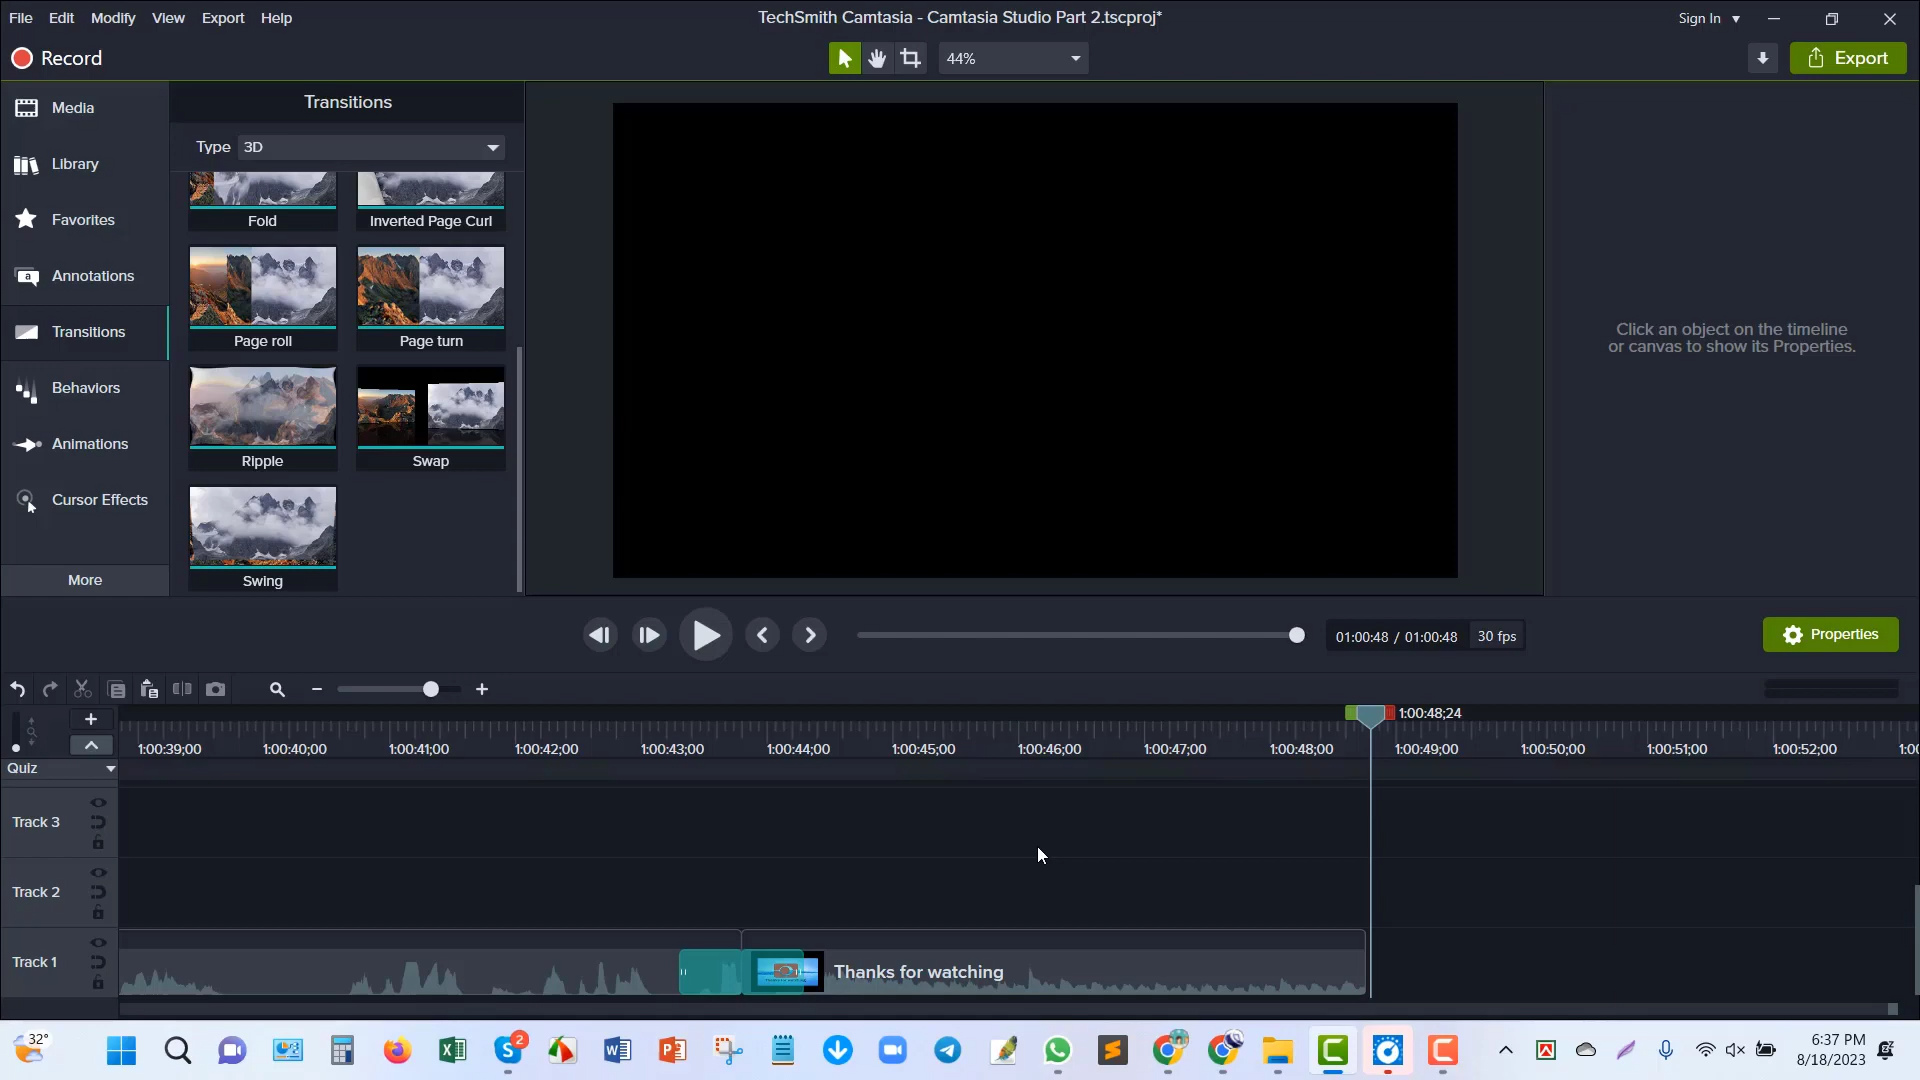 File Edit Modify View Export Help
TechSmith Camtasia - Camtasia Studio Part 2.tscproj*
Sign In
Record
44%
Export
Media
Library
Favorites
Annotations
Transitions
Behaviors
Animations
Cursor Effects
More
Transitions
Type 3D
Fold Inverted Page Curl
Page roll Page turn
Ripple Swap
Swing
Click an object on the timeline
or canvas to show its Properties.
01:00:48 / 01:00:48 30 fps
Properties
1:00:48;24
1:00:39;00 1:00:40;00 1:00:41;00 1:00:42;00 1:00:43;00 1:00:44;00 1:00:45;00 1:00:46;00 1:00:47;00 1:00:48;00 1:00:49;00 1:00:50;00 1:00:51;00 1:00:52;00 1:00
Quiz
Track 3
Track 2
Track 1
Thanks for watching
32°
2
6:37 PM
8/18/2023